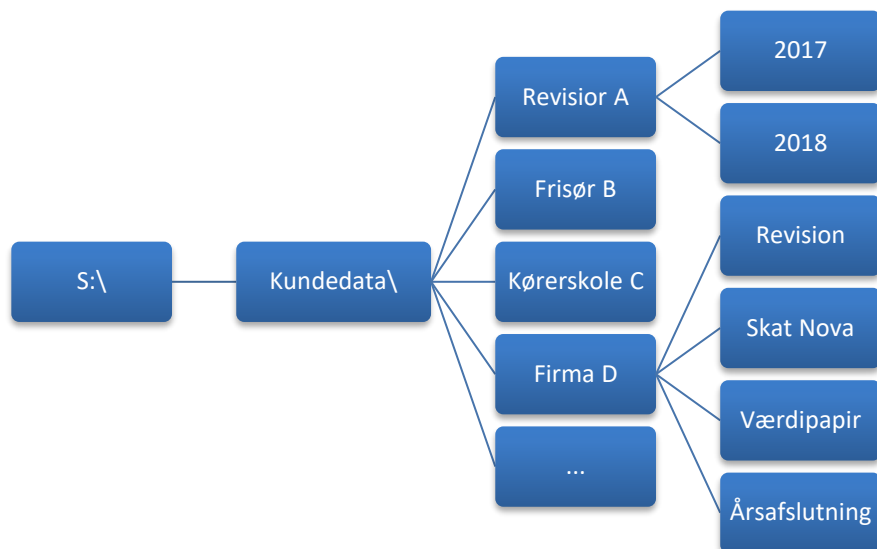 2017
Revisior A
2018
Frisør B
Revision
S:\
Kundedata\
Kørerskole C
Skat Nova
Firma D
Værdipapir
...
Årsafslutning